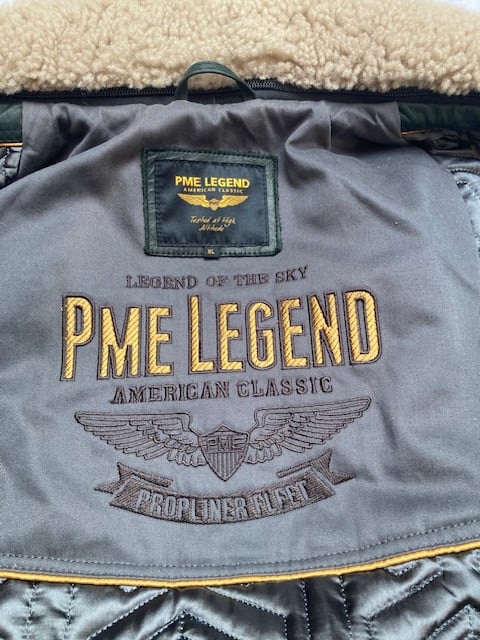 PME LEGEND
AMERICAN CLASSIC
Tested at High
Altitude
XL
LEGEND OF THE SKY
PME LEGEND
AMERICAN CLASSIC
PME
PROPLINER FLEET